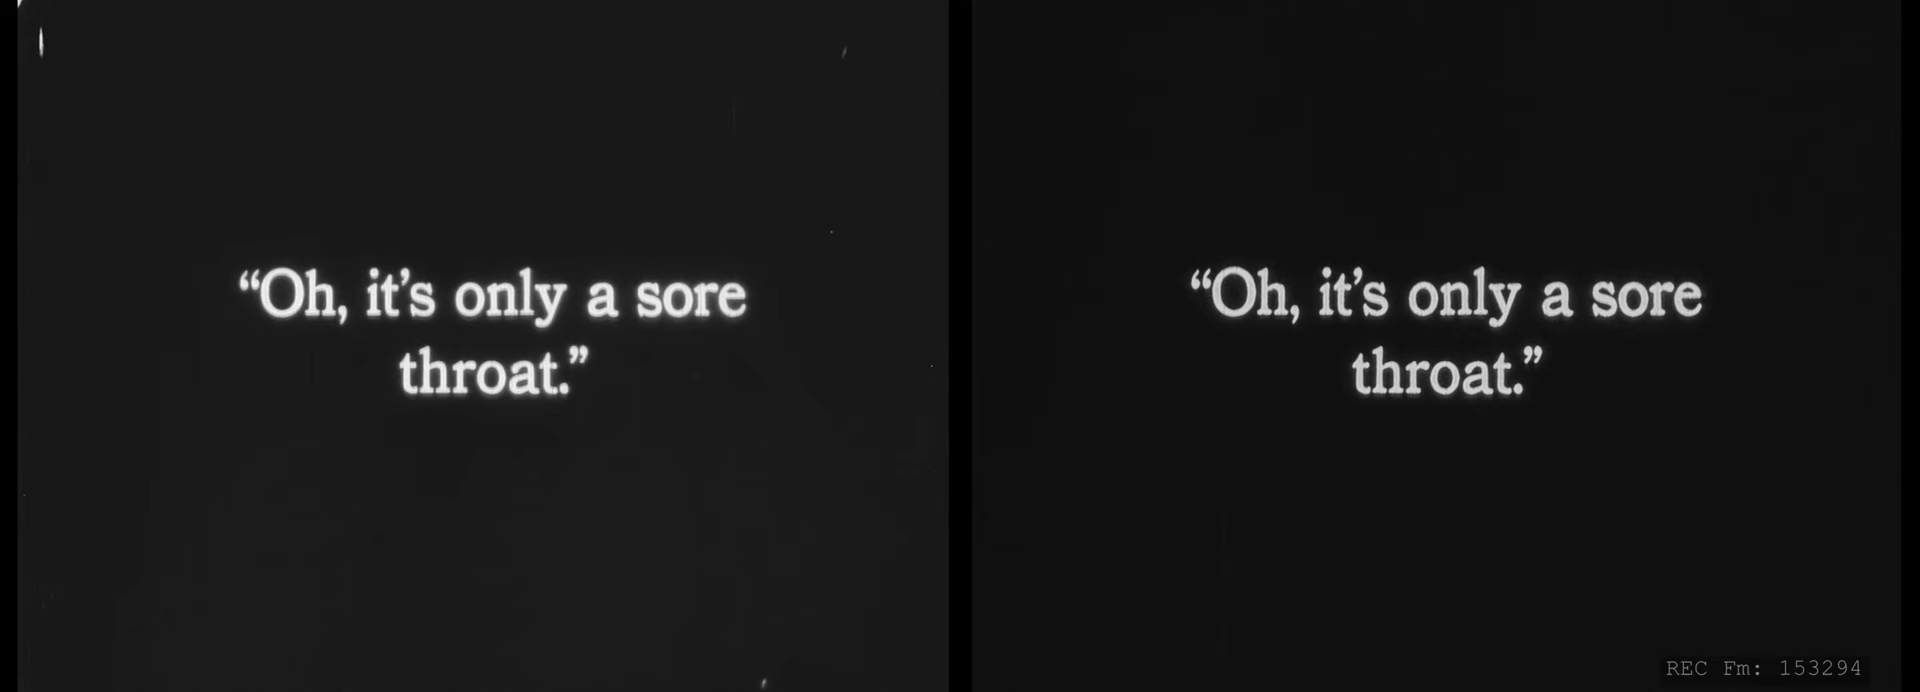 “Oh, it’s only a sore
throat.”
“Oh, it’s only a sore
throat.”
REC Fm: 153294